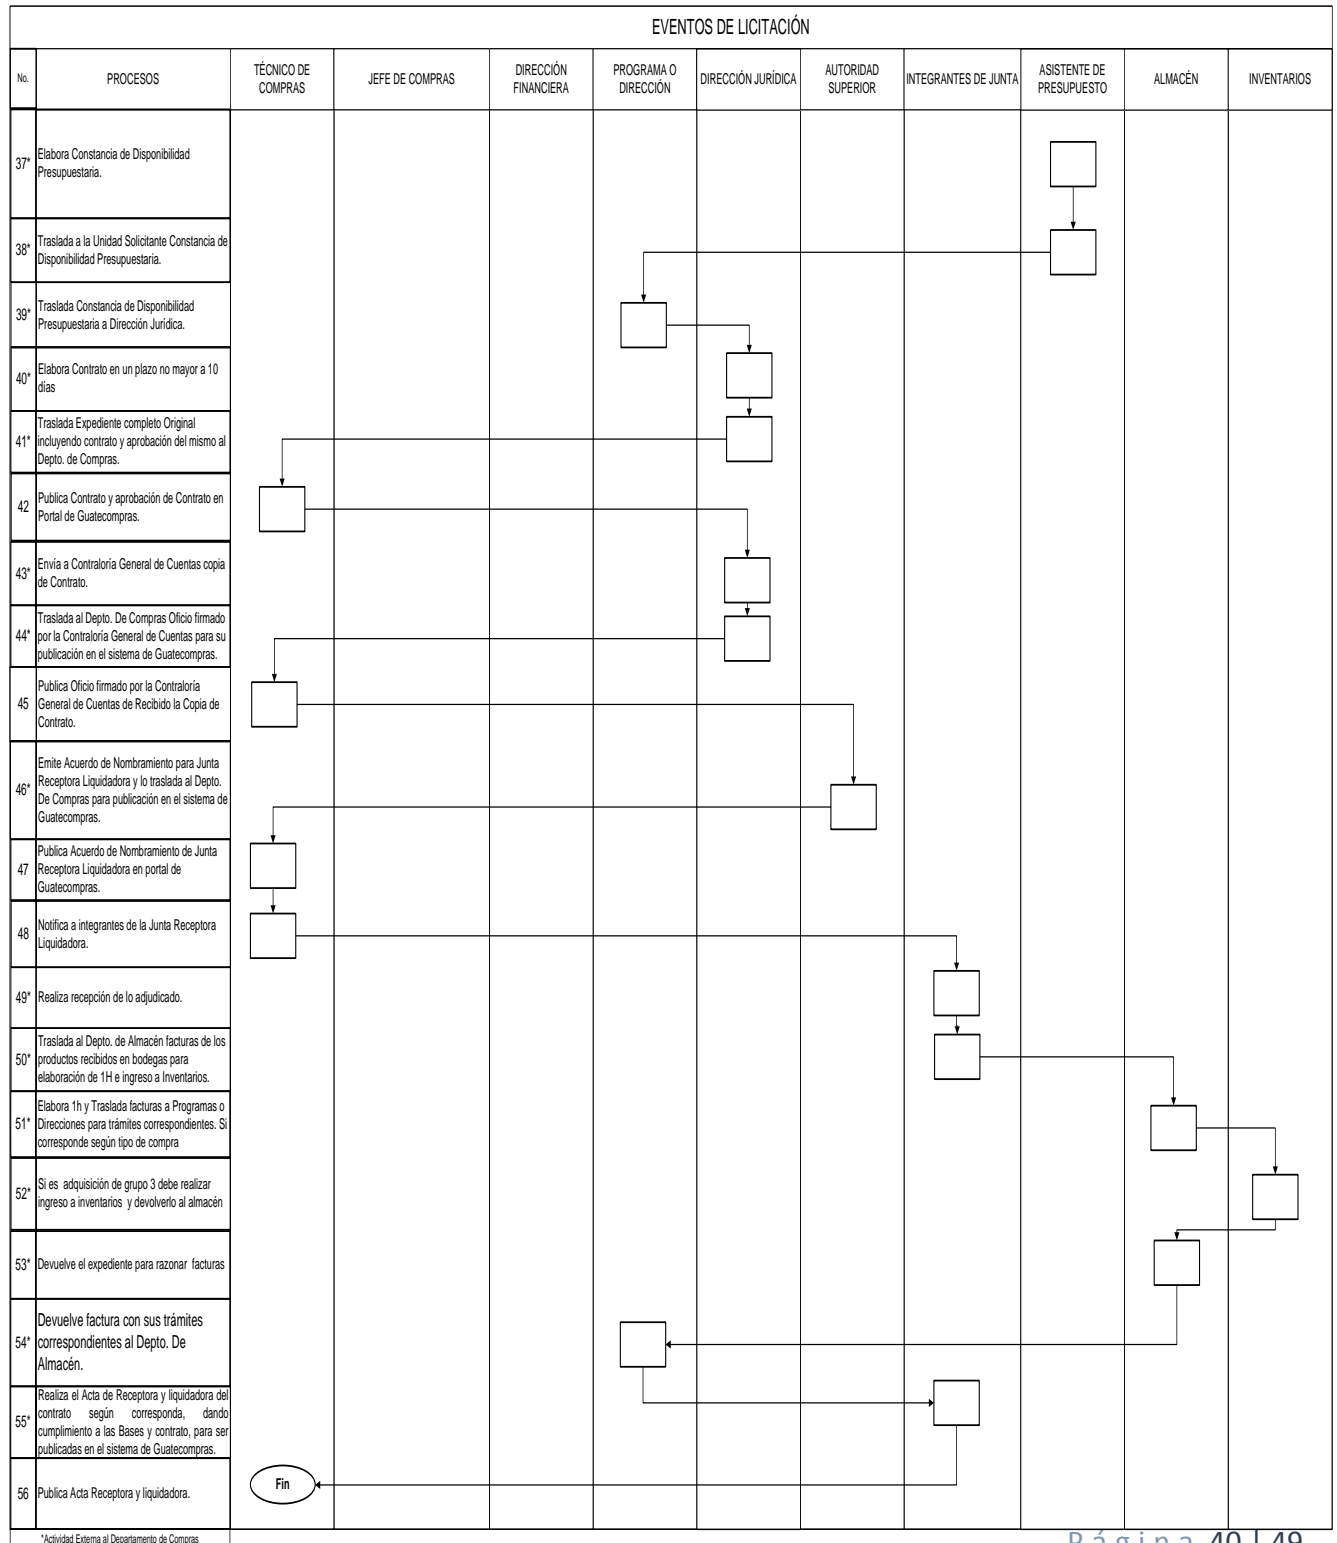 EVENTOS DE LICITACIÓN
No.
PROCESOS
TÉCNICO DE
COMPRAS
JEFE DE COMPRAS
DIRECCIÓN
FINANCIERA
PROGRAMA O
DIRECCIÓN
DIRECCIÓN JURÍDICA
AUTORIDAD
SUPERIOR
INTEGRANTES DE JUNTA
ASISTENTE DE
PRESUPUESTO
ALMACÉN
INVENTARIOS
37*
Elabora Constancia de Disponibilidad
Presupuestaria.
38*
Traslada a la Unidad Solicitante Constancia de
Disponibilidad Presupuestaria.
39*
Traslada Constancia de Disponibilidad
Presupuestaria a Dirección Jurídica.
40*
Elabora Contrato en un plazo no mayor a 10
días
41*
Traslada Expediente completo Original
incluyendo contrato y aprobación del mismo al
Depto. de Compras.
42
Publica Contrato y aprobación de Contrato en
Portal de Guatecompras.
43*
Envía a Contraloría General de Cuentas copia
de Contrato.
44*
Traslada al Depto. De Compras Oficio firmado
por la Contraloría General de Cuentas para su
publicación en el sistema de Guatecompras.
45
Publica Oficio firmado por la Contraloría
General de Cuentas de Recibido la Copia de
Contrato.
46*
Emite Acuerdo de Nombramiento para Junta
Receptora Liquidadora y lo traslada al Depto.
De Compras para publicación en el sistema de
Guatecompras.
47
Publica Acuerdo de Nombramiento de Junta
Receptora Liquidadora en portal de
Guatecompras.
48
Notifica a integrantes de la Junta Receptora
Liquidadora.
49*
Realiza recepción de lo adjudicado.
50*
Traslada al Depto. de Almacén facturas de los
productos recibidos en bodegas para
elaboración de 1H e ingreso a Inventarios.
51*
Elabora 1h y Traslada facturas a Programas o
Direcciones para trámites correspondientes. Si
corresponde según tipo de compra
52*
Si es adquisición de grupo 3 debe realizar
ingreso a inventarios y devolverlo al almacén
53*
Devuelve el expediente para razonar facturas
54*
Devuelve factura con sus trámites
correspondientes al Depto. De
Almacén.
55*
Realiza el Acta de Receptora y liquidadora del
contrato según corresponda, dando
cumplimiento a las Bases y contrato, para ser
publicadas en el sistema de Guatecompras.
56
Publica Acta Receptora y liquidadora.
Fin
*Actividad Externa al Departamento de Compras
Página 40 | 49